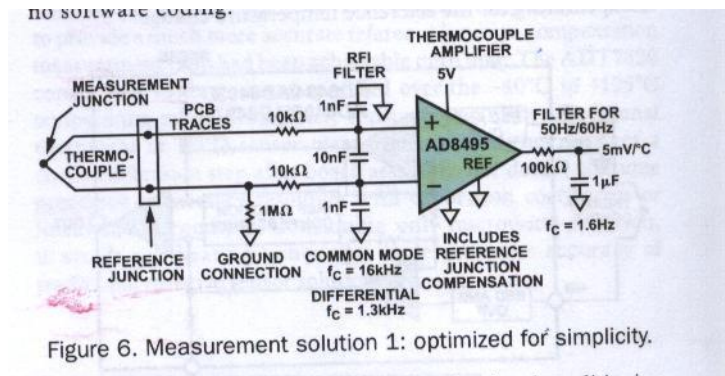 no software coding.
THERMOCOUPLE
AMPLIFIER
5V
RFI
FILTER
MEASUREMENT
JUNCTION
PCB
TRACES
1nF
10kΩ
FILTER FOR
50Hz/60Hz
THERMO-
COUPLE
10nF
AD8495
REF
5mV/°C
100kΩ
10kΩ
1µF
1MΩ
1nF
fC = 1.6Hz
REFERENCE
JUNCTION
GROUND
CONNECTION
COMMON MODE
fC = 16kHz
DIFFERENTIAL
fC = 1.3kHz
INCLUDES
REFERENCE
JUNCTION
COMPENSATION
Figure 6. Measurement solution 1: optimized for simplicity.